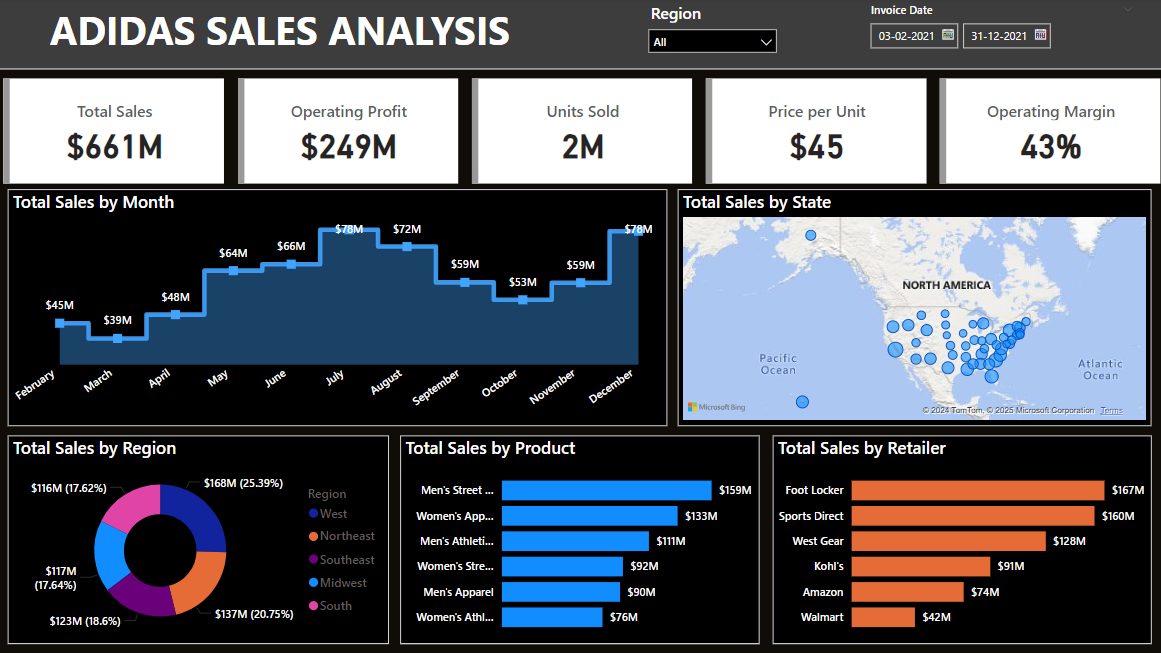 ADIDAS SALES ANALYSIS
Region
All
Invoice Date
03-02-2021
31-12-2021
Total Sales
$661M
Operating Profit
$249M
Units Sold
2M
Price per Unit
$45
Operating Margin
43%
Total Sales by Month
$45M
$39M
$48M
$64M
$66M
$78M
$72M
$59M
$53M
$59M
$78M
February
March
April
May
June
July
August
September
October
November
December
Total Sales by State
NORTH AMERICA
Pacific
Ocean
Atlantic
Ocean
Microsoft Bing
© 2024 TomTom, © 2025 Microsoft Corporation Terms
Total Sales by Region
$168M (25.39%)
$137M (20.75%)
$123M (18.6%)
$117M
(17.64%)
$116M (17.62%)
Region
West
Northeast
Southeast
Midwest
South
Total Sales by Product
Men's Street ... $159M
Women's App... $133M
Men's Athleti... $111M
Women's Stre... $92M
Men's Apparel $90M
Women's Athl... $76M
Total Sales by Retailer
Foot Locker $167M
Sports Direct $160M
West Gear $128M
Kohl's $91M
Amazon $74M
Walmart $42M